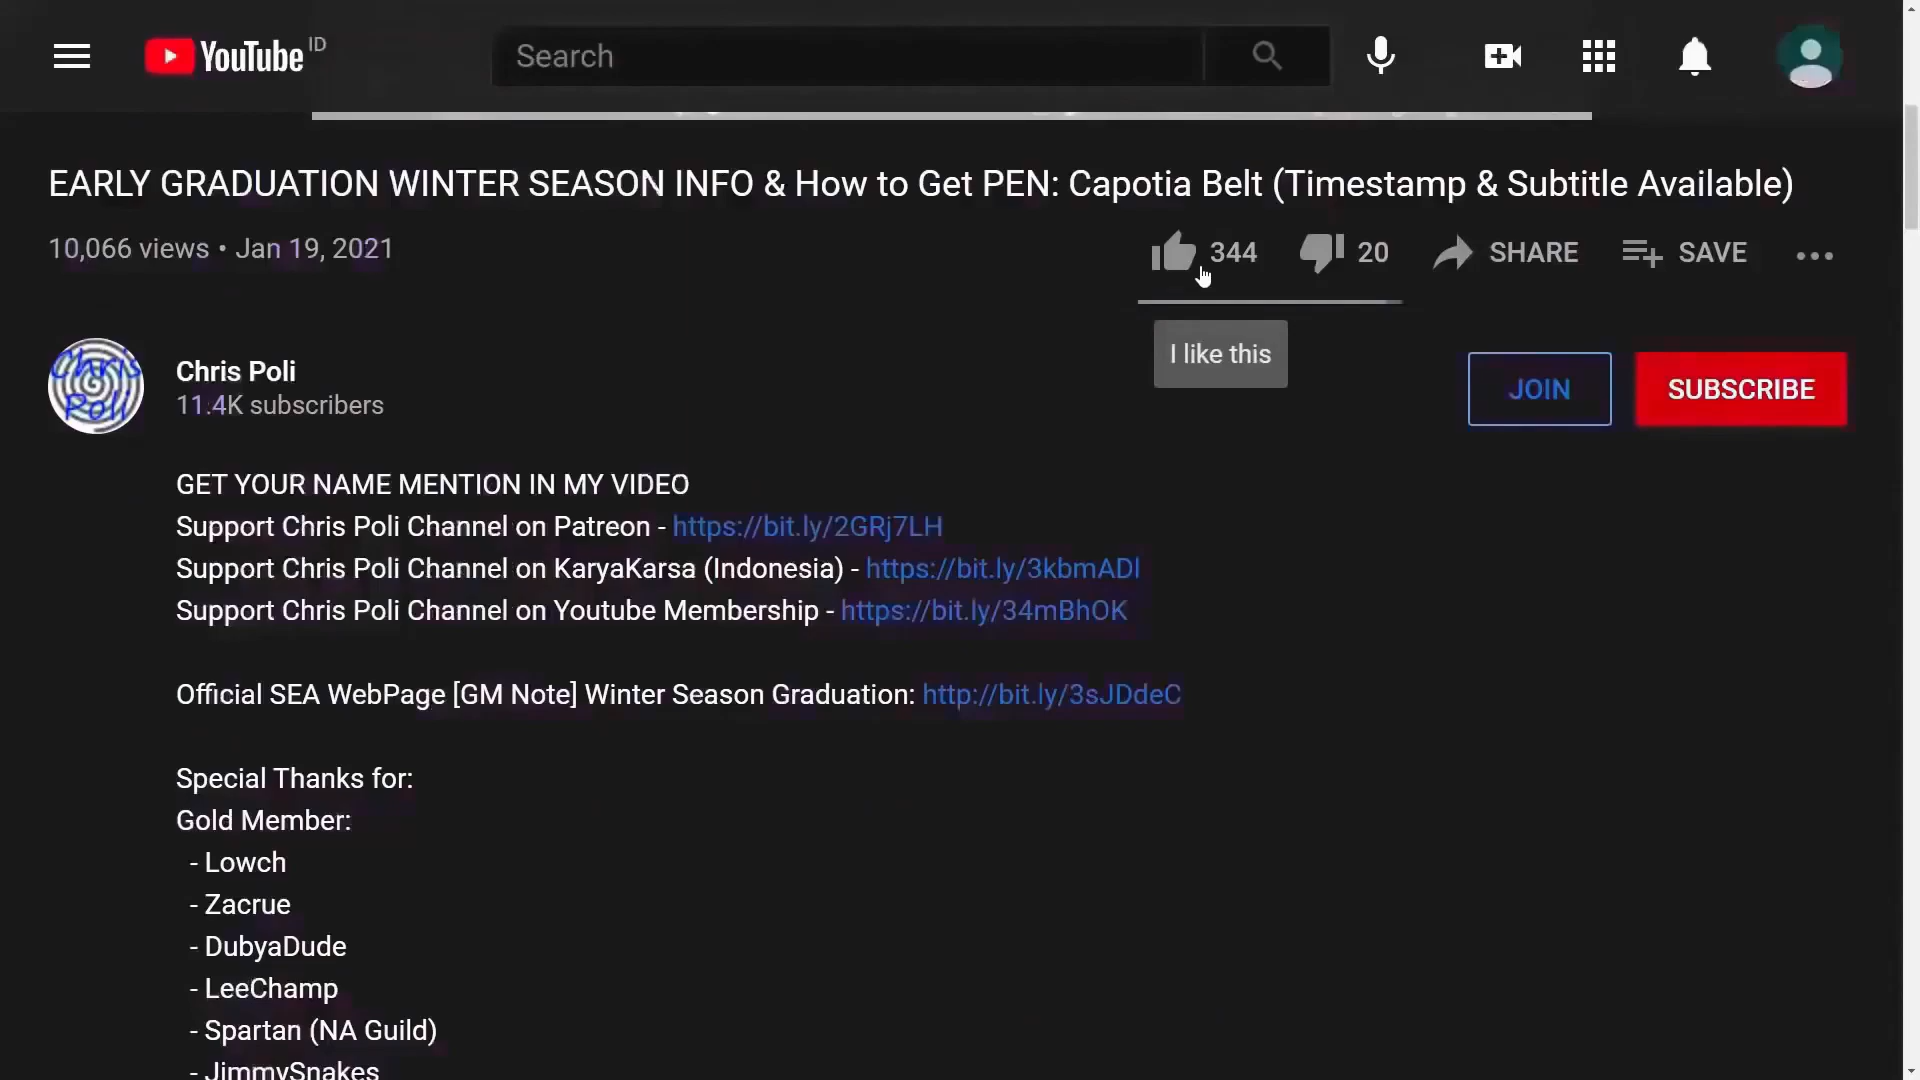 YouTube ID
Search
EARLY GRADUATION WINTER SEASON INFO & How to Get PEN: Capotia Belt (Timestamp & Subtitle Available)
10,066 views • Jan 19, 2021
344 20 SHARE SAVE
I like this
Chris Poli
Chris Poli
11.4K subscribers
JOIN SUBSCRIBE
GET YOUR NAME MENTION IN MY VIDEO
Support Chris Poli Channel on Patreon - https://bit.ly/2GRj7LH
Support Chris Poli Channel on KaryaKarsa (Indonesia) - https://bit.ly/3kbmADl
Support Chris Poli Channel on Youtube Membership - https://bit.ly/34mBhOK
Official SEA WebPage [GM Note] Winter Season Graduation: http://bit.ly/3sJDdeC
Special Thanks for:
Gold Member:
- Lowch
- Zacrue
- DubyaDude
- LeeChamp
- Spartan (NA Guild)
- JimmySnakes